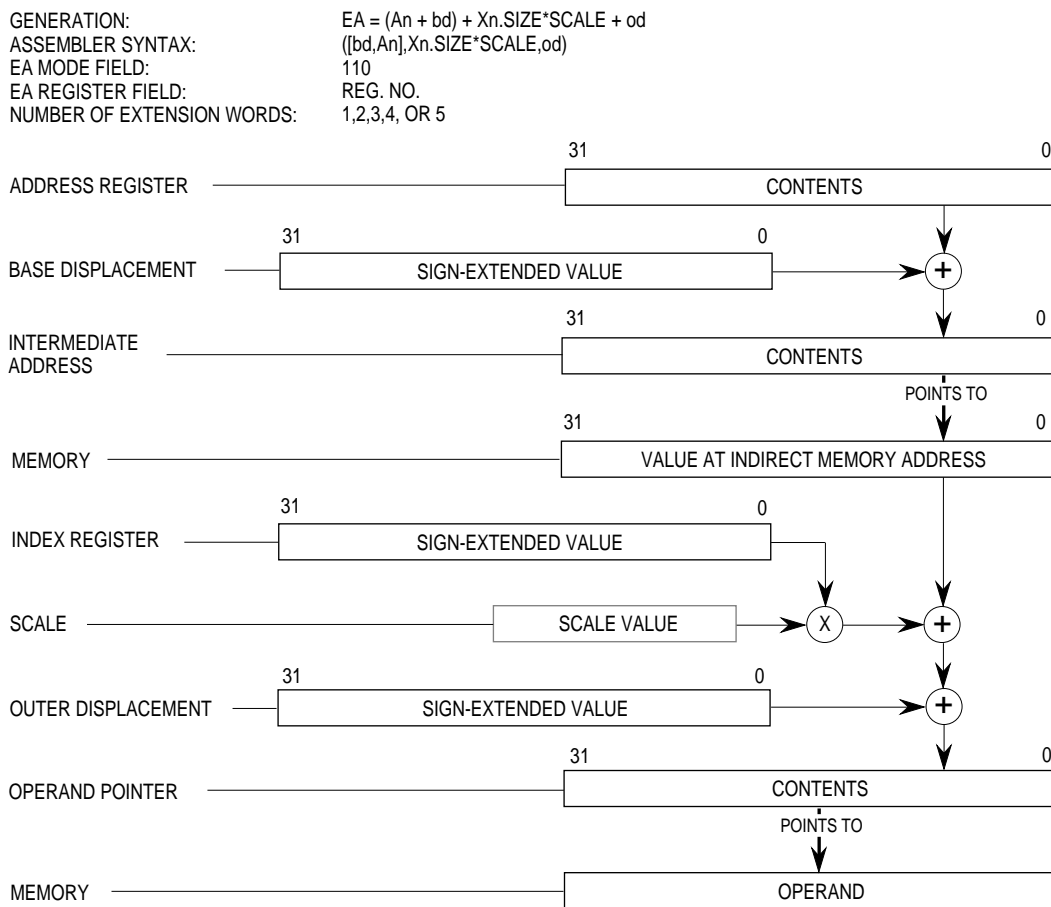 GENERATION: EA = (An + bd) + Xn.SIZE*SCALE + od
ASSEMBLER SYNTAX: ([bd,An],Xn.SIZE*SCALE,od)
EA MODE FIELD: 110
EA REGISTER FIELD: REG. NO.
NUMBER OF EXTENSION WORDS: 1,2,3,4, OR 5
31 0
ADDRESS REGISTER CONTENTS
31 0
BASE DISPLACEMENT SIGN-EXTENDED VALUE +
31 0
INTERMEDIATE
ADDRESS
CONTENTS
POINTS TO
31 0
MEMORY VALUE AT INDIRECT MEMORY ADDRESS
31 0
INDEX REGISTER SIGN-EXTENDED VALUE
SCALE SCALE VALUE X +
31 0
OUTER DISPLACEMENT SIGN-EXTENDED VALUE +
31 0
OPERAND POINTER CONTENTS
POINTS TO
MEMORY OPERAND